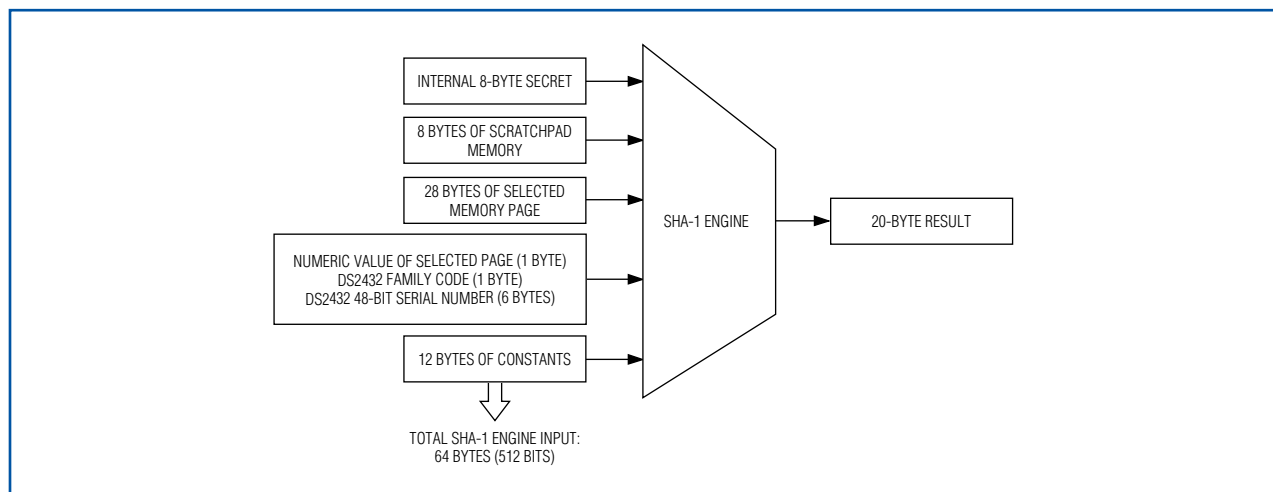 INTERNAL 8-BYTE SECRET
8 BYTES OF SCRATCHPAD
MEMORY
28 BYTES OF SELECTED
MEMORY PAGE
NUMERIC VALUE OF SELECTED PAGE (1 BYTE)
DS2432 FAMILY CODE (1 BYTE)
DS2432 48-BIT SERIAL NUMBER (6 BYTES)
12 BYTES OF CONSTANTS
TOTAL SHA-1 ENGINE INPUT:
64 BYTES (512 BITS)
SHA-1 ENGINE
20-BYTE RESULT